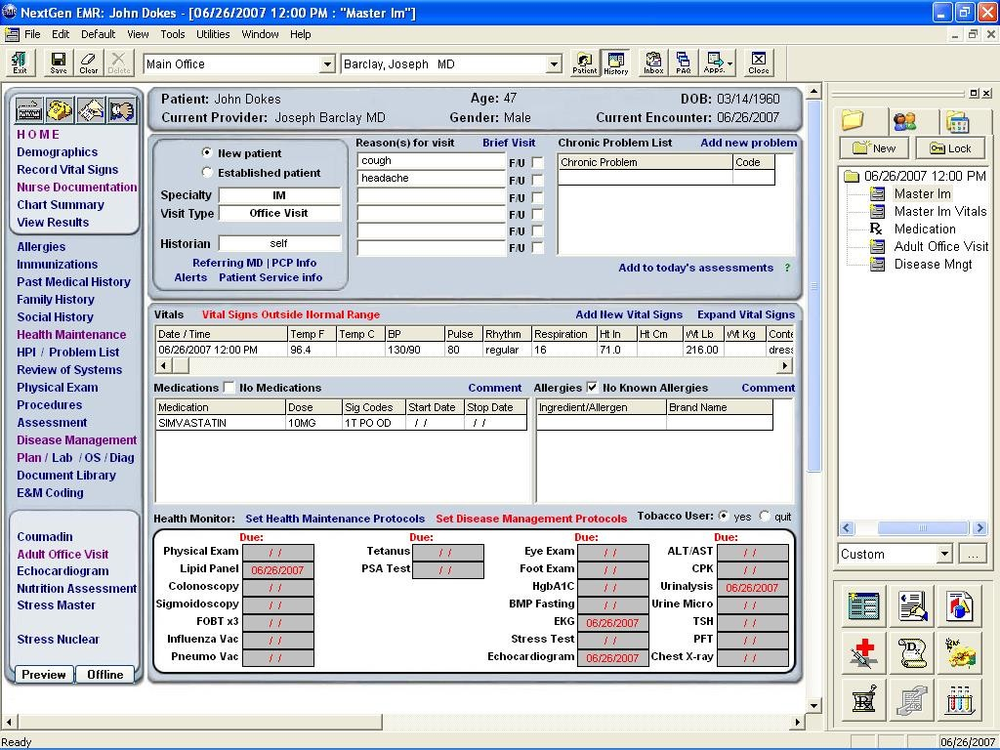 NextGen EMR: John Dokes - [06/26/2007 12:00 PM : "Master Im"]
File Edit Default View Tools Utilities Window Help
Exit Save Clear Delete Main Office Barclay, Joseph MD Patient History Inbox PAQ Apps. Close
Patient: John Dokes Age: 47 DOB: 03/14/1960
Current Provider: Joseph Barclay MD Gender: Male Current Encounter: 06/26/2007
HOME
Demographics
Record Vital Signs
Nurse Documentation
Chart Summary
View Results
Allergies
Immunizations
Past Medical History
Family History
Social History
Health Maintenance
HPI / Problem List
Review of Systems
Physical Exam
Procedures
Assessment
Disease Management
Plan / Lab / OS / Diag
Document Library
E&M Coding
Coumadin
Adult Office Visit
Echocardiogram
Nutrition Assessment
Stress Master
Stress Nuclear
Preview Offline
New patient
Established patient
Specialty IM
Visit Type Office Visit
Historian self
Referring MD | PCP Info
Alerts Patient Service info
Reason(s) for visit Brief Visit
cough F/U
headache F/U
F/U
F/U
F/U
F/U
Chronic Problem List Add new problem
Chronic Problem Code
Add to today's assessments ?
Vitals Vital Signs Outside Normal Range Add New Vital Signs Expand Vital Signs
Date / Time Temp F Temp C BP Pulse Rhythm Respiration Ht In Ht Cm Wt Lb Wt Kg Conte
06/26/2007 12:00 PM 96.4 130/90 80 regular 16 71.0 216.00 dress
Medications No Medications Comment
Medication Dose Sig Codes Start Date Stop Date
SIMVASTATIN 10MG 1T PO OD / / / /
Allergies No Known Allergies Comment
Ingredient/Allergen Brand Name
Health Monitor: Set Health Maintenance Protocols Set Disease Management Protocols Tobacco User: yes quit
Due: Due: Due: Due:
Physical Exam / / Tetanus / / Eye Exam / / ALT/AST / /
Lipid Panel 06/26/2007 PSA Test / / Foot Exam / / CPK / /
Colonoscopy / / HgbA1C / / Urinalysis 06/26/2007
Sigmoidoscopy / / BMP Fasting / / Urine Micro / /
FOBT x3 / / EKG 06/26/2007 TSH / /
Influenza Vac / / Stress Test / / PFT / /
Pneumo Vac / / Echocardiogram 06/26/2007 Chest X-ray / /
New Lock
06/26/2007 12:00 PM
Master Im
Master Im Vitals
Medication
Adult Office Visit
Disease Mngt
Custom ...
Ready 06/26/2007